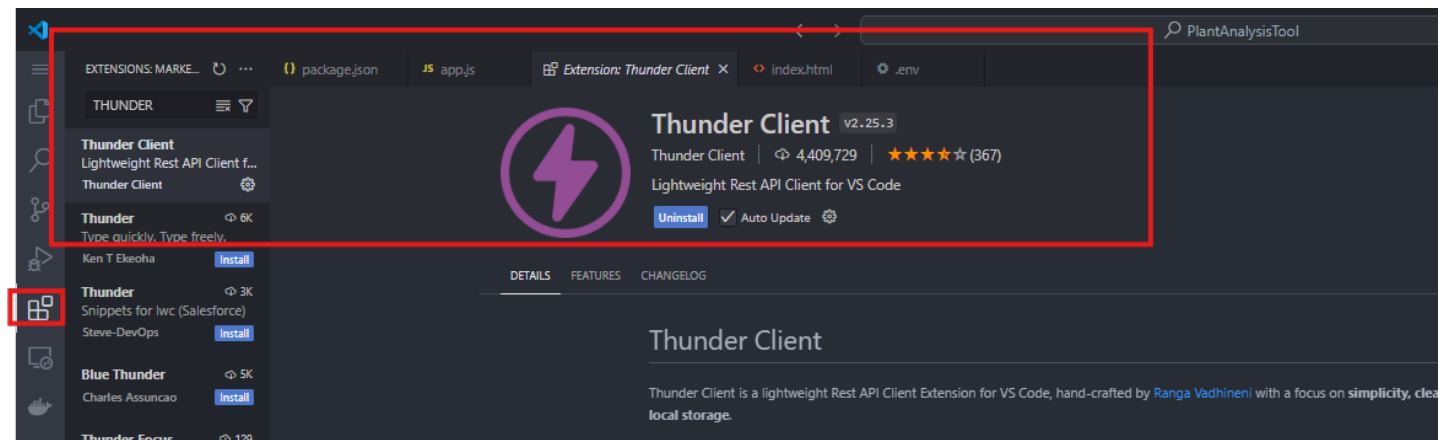 PlantAnalysisTool
EXTENSIONS: MARKE...
package.json
JS app.js
Extension: Thunder Client
index.html
.env
THUNDER
Thunder Client
Lightweight Rest API Client f...
Thunder Client
Thunder 6K
Type quickly. Type freely.
Ken T Ekeoha Install
Thunder 3K
Snippets for lwc (Salesforce)
Steve-DevOps Install
Blue Thunder 5K
Charles Assuncao Install
Thunder Focus 129
Thunder Client v2.25.3
Thunder Client 4,409,729 (367)
Lightweight Rest API Client for VS Code
Uninstall Auto Update
DETAILS FEATURES CHANGELOG
Thunder Client
Thunder Client is a lightweight Rest API Client Extension for VS Code, hand-crafted by Ranga Vadhineni with a focus on simplicity, clea
local storage.